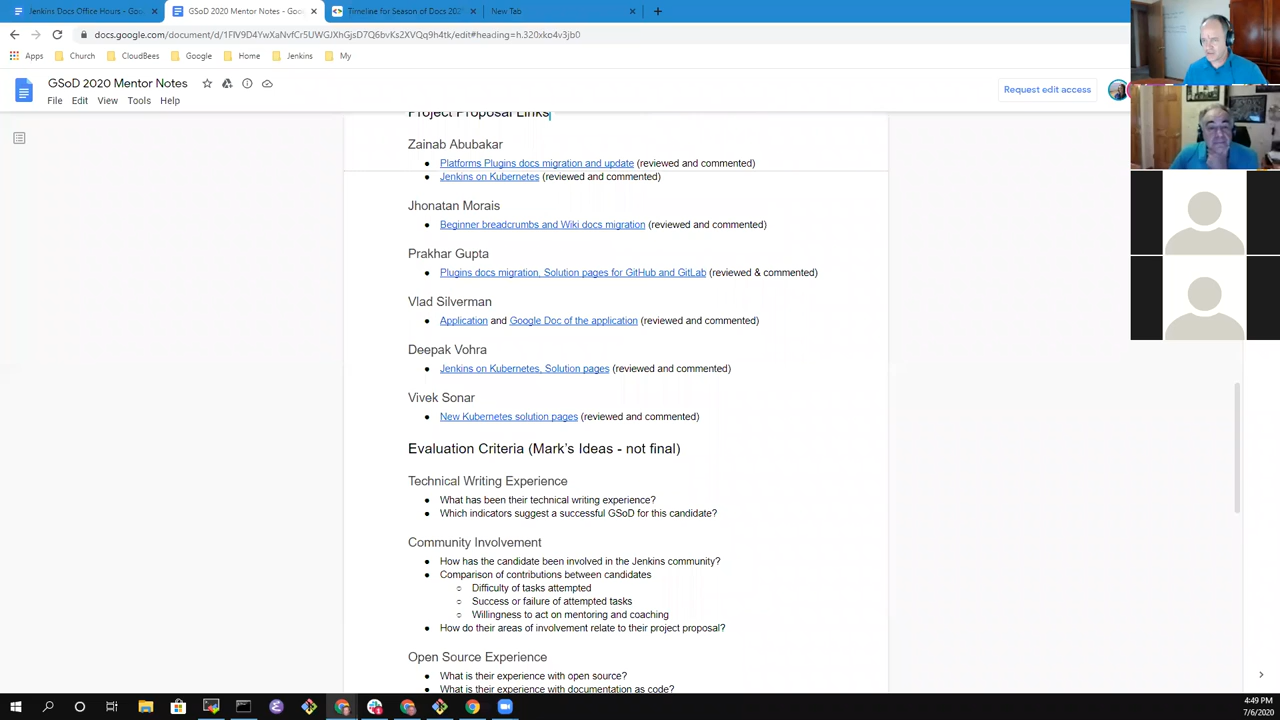 Jenkins Docs Office Hours - Goo
GSoD 2020 Mentor Notes - Goo
Timeline for Season of Docs 202
New Tab
docs.google.com/document/d/1FIV9D4YwXaNvfCr5UWGJXhGjsD7Q6bvKs2XVQq9h4tk/edit#heading=h.320xko4v3jb0
Apps Church CloudBees Google Home Jenkins My
GSoD 2020 Mentor Notes
File Edit View Tools Help
Request edit access
Project Proposal Links
Zainab Abubakar
● Platforms Plugins docs migration and update (reviewed and commented)
● Jenkins on Kubernetes (reviewed and commented)
Jhonatan Morais
● Beginner breadcrumbs and Wiki docs migration (reviewed and commented)
Prakhar Gupta
● Plugins docs migration, Solution pages for GitHub and GitLab (reviewed & commented)
Vlad Silverman
● Application and Google Doc of the application (reviewed and commented)
Deepak Vohra
● Jenkins on Kubernetes, Solution pages (reviewed and commented)
Vivek Sonar
● New Kubernetes solution pages (reviewed and commented)
Evaluation Criteria (Mark's Ideas - not final)
Technical Writing Experience
● What has been their technical writing experience?
● Which indicators suggest a successful GSoD for this candidate?
Community Involvement
● How has the candidate been involved in the Jenkins community?
● Comparison of contributions between candidates
○ Difficulty of tasks attempted
○ Success or failure of attempted tasks
○ Willingness to act on mentoring and coaching
● How do their areas of involvement relate to their project proposal?
Open Source Experience
● What is their experience with open source?
● What is their experience with documentation as code?
4:49 PM
7/6/2020